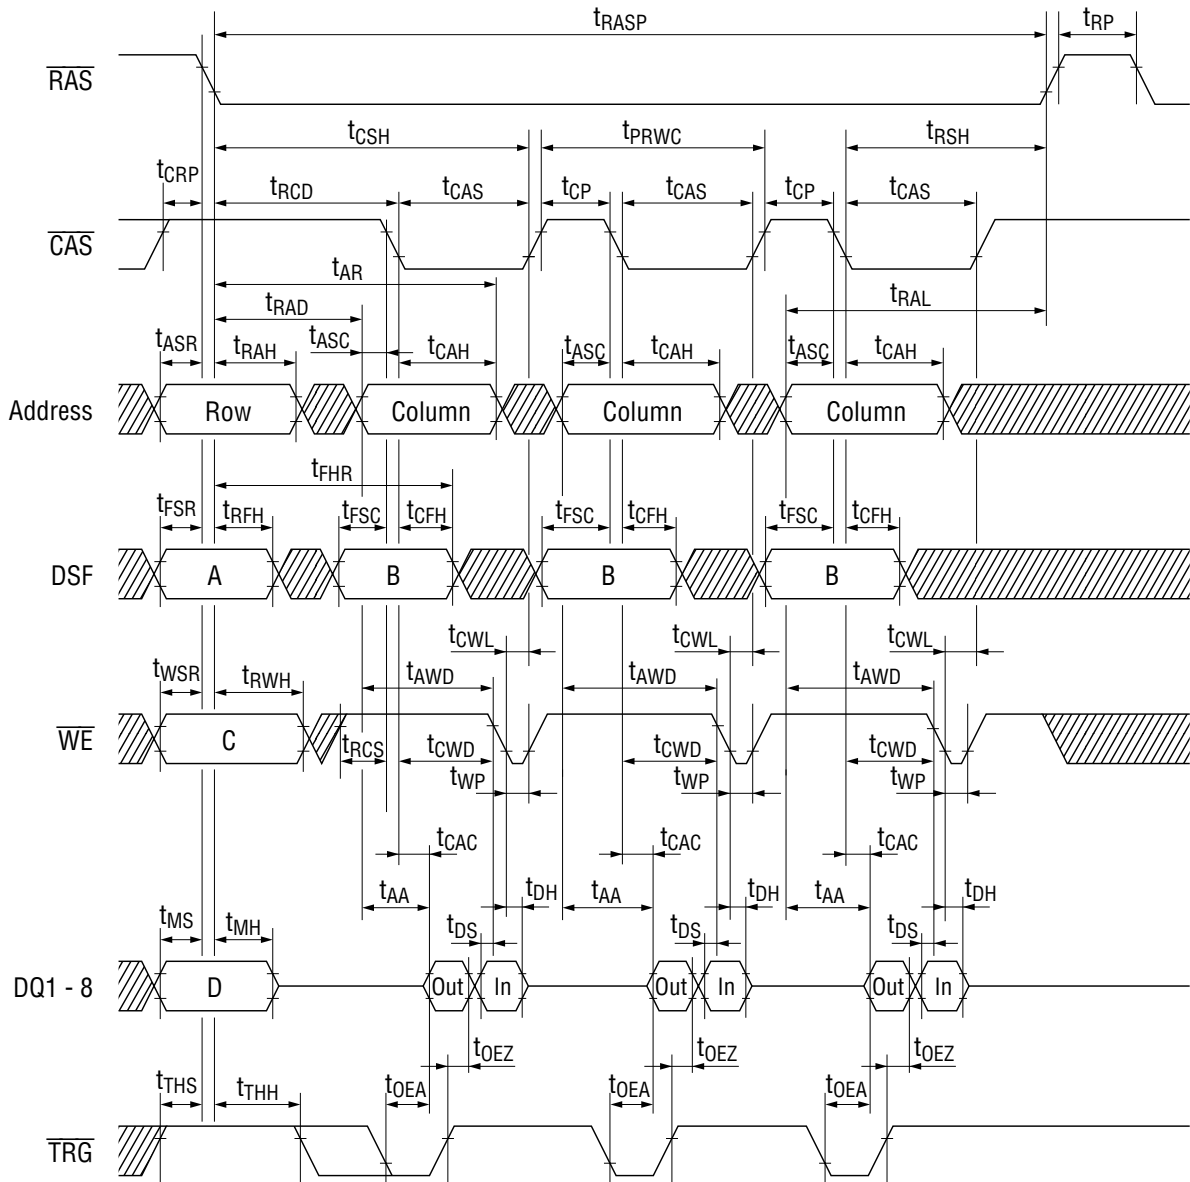 tRASP tRP
RAS
tCSH tPRWC tRSH
tCRP tRCD tCAS tCP tCAS tCP tCAS
CAS
tAR
tRAD tRAL
tASR tRAH tASC tCAH tASC tCAH tASC tCAH
Address Row Column Column Column
tFHR
tFSR tRFH tFSC tCFH tFSC tCFH tFSC tCFH
DSF A B B B
tCWL tCWL tCWL
tWSR tRWH tAWD tAWD tAWD
WE C
tRCS tCWD tCWD tCWD
tWP tWP tWP
tCAC tCAC tCAC
tAA tDH tAA tDH tAA tDH
tMS tMH tDS tDS tDS
DQ1 - 8 D Out In Out In Out In
tOEZ tOEZ tOEZ
tTHS tTHH tOEA tOEA tOEA
TRG